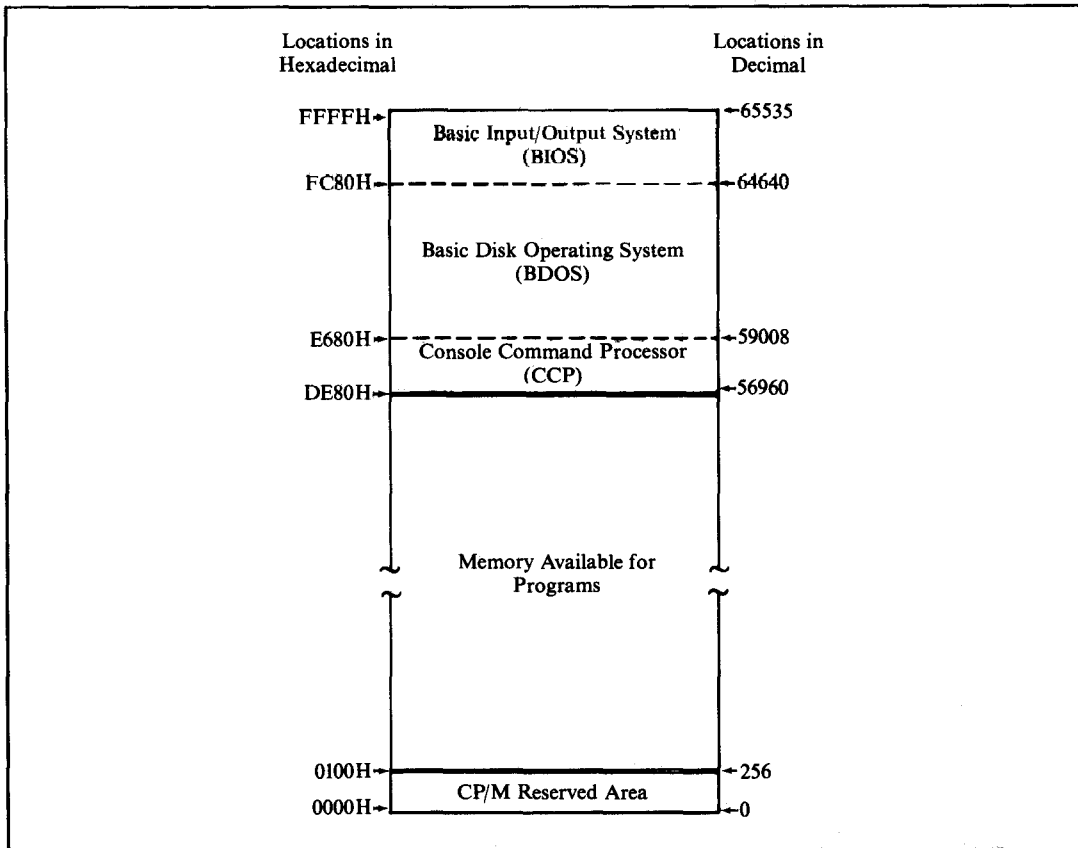 Locations in
Hexadecimal
Locations in
Decimal
FFFFH
65535
Basic Input/Output System
(BIOS)
FC80H
64640
Basic Disk Operating System
(BDOS)
E680H
59008
Console Command Processor
(CCP)
DE80H
56960
Memory Available for
Programs
0100H
256
CP/M Reserved Area
0000H
0